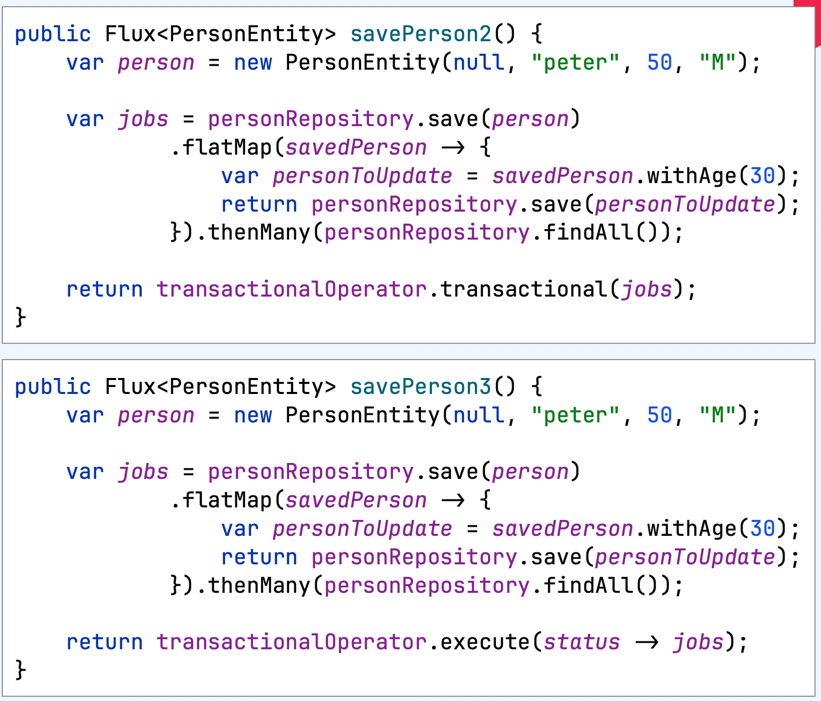 public Flux<PersonEntity> savePerson2() {
    var person = new PersonEntity(null, "peter", 50, "M");

    var jobs = personRepository.save(person)
            .flatMap(savedPerson -> {
                var personToUpdate = savedPerson.withAge(30);
                return personRepository.save(personToUpdate);
            }).thenMany(personRepository.findAll());

    return transactionalOperator.transactional(jobs);
}

public Flux<PersonEntity> savePerson3() {
    var person = new PersonEntity(null, "peter", 50, "M");

    var jobs = personRepository.save(person)
            .flatMap(savedPerson -> {
                var personToUpdate = savedPerson.withAge(30);
                return personRepository.save(personToUpdate);
            }).thenMany(personRepository.findAll());

    return transactionalOperator.execute(status -> jobs);
}